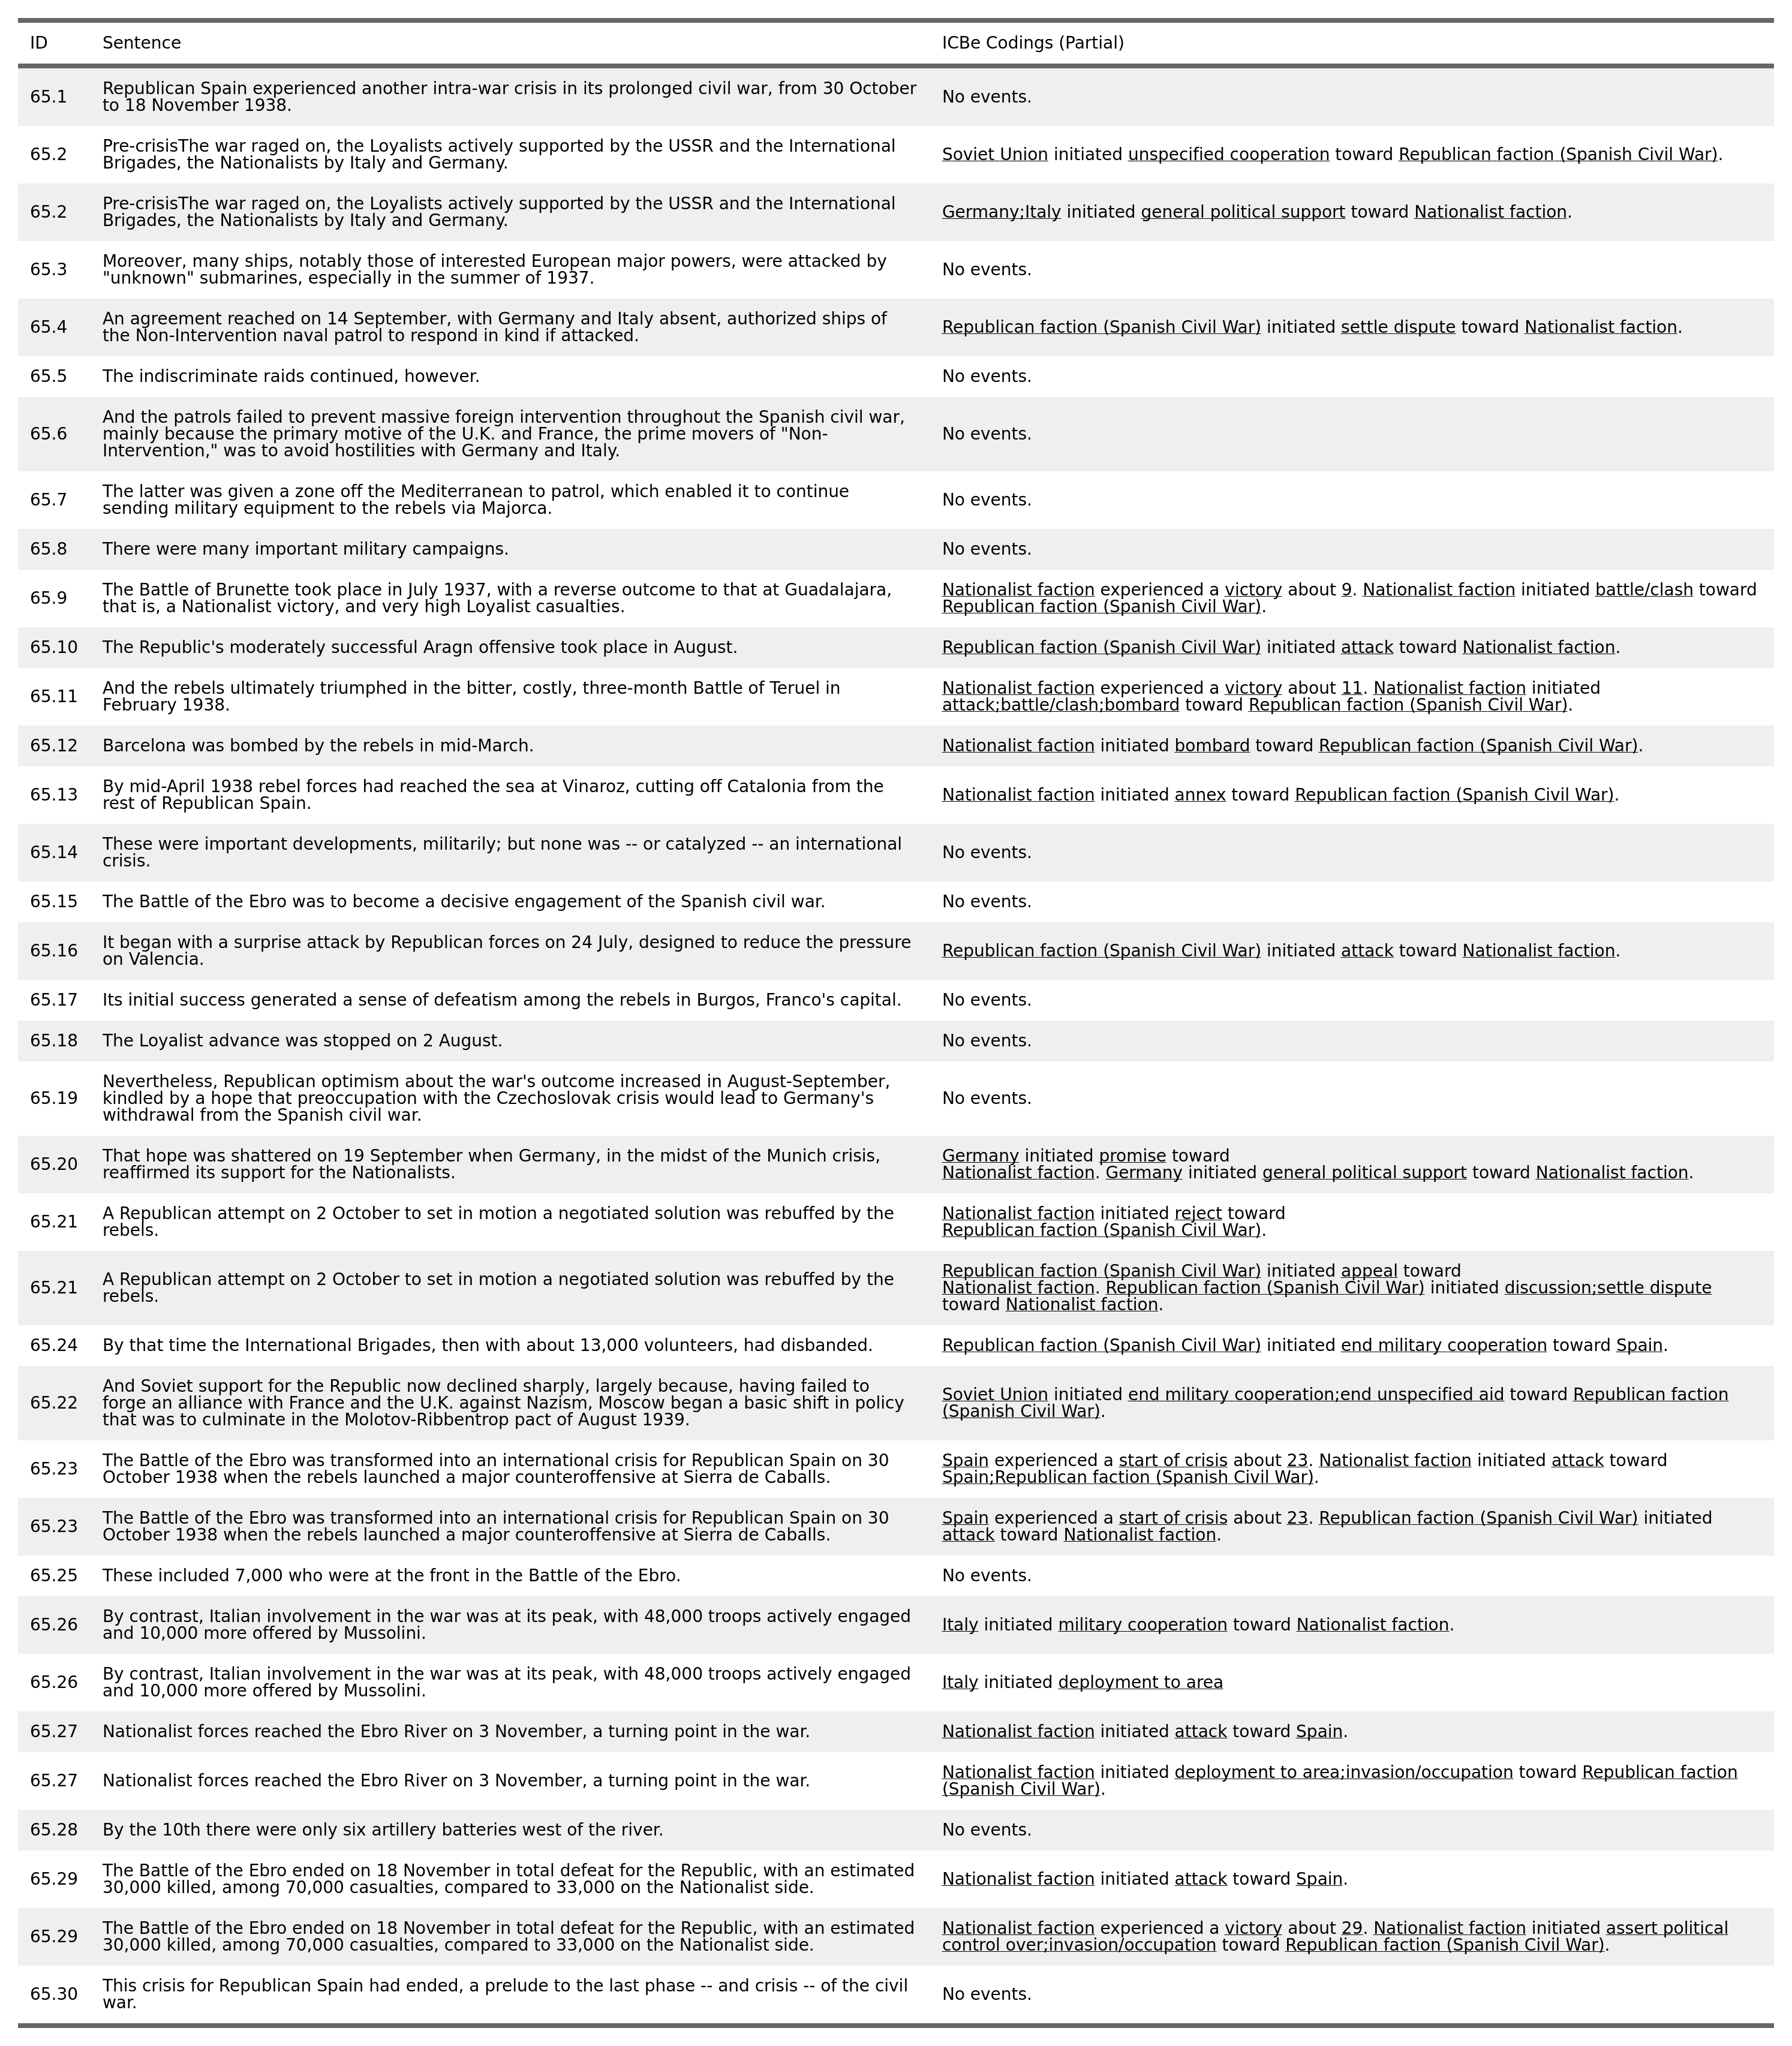 ID Sentence ICBe Codings (Partial)
65.1 Republican Spain experienced another intra-war crisis in its prolonged civil war, from 30 October
to 18 November 1938.
No events.
65.2 Pre-crisisThe war raged on, the Loyalists actively supported by the USSR and the International
Brigades, the Nationalists by Italy and Germany.
Soviet Union initiated unspecified cooperation toward Republican faction (Spanish Civil War).
65.2 Pre-crisisThe war raged on, the Loyalists actively supported by the USSR and the International
Brigades, the Nationalists by Italy and Germany.
Germany;Italy initiated general political support toward Nationalist faction.
65.3 Moreover, many ships, notably those of interested European major powers, were attacked by
"unknown" submarines, especially in the summer of 1937.
No events.
65.4 An agreement reached on 14 September, with Germany and Italy absent, authorized ships of
the Non-Intervention naval patrol to respond in kind if attacked.
Republican faction (Spanish Civil War) initiated settle dispute toward Nationalist faction.
65.5 The indiscriminate raids continued, however. No events.
65.6 And the patrols failed to prevent massive foreign intervention throughout the Spanish civil war,
mainly because the primary motive of the U.K. and France, the prime movers of "Non-
Intervention," was to avoid hostilities with Germany and Italy.
No events.
65.7 The latter was given a zone off the Mediterranean to patrol, which enabled it to continue
sending military equipment to the rebels via Majorca.
No events.
65.8 There were many important military campaigns. No events.
65.9 The Battle of Brunette took place in July 1937, with a reverse outcome to that at Guadalajara,
that is, a Nationalist victory, and very high Loyalist casualties.
Nationalist faction experienced a victory about 9. Nationalist faction initiated battle/clash toward
Republican faction (Spanish Civil War).
65.10 The Republic's moderately successful Aragn offensive took place in August. Republican faction (Spanish Civil War) initiated attack toward Nationalist faction.
65.11 And the rebels ultimately triumphed in the bitter, costly, three-month Battle of Teruel in
February 1938.
Nationalist faction experienced a victory about 11. Nationalist faction initiated
attack;battle/clash;bombard toward Republican faction (Spanish Civil War).
65.12 Barcelona was bombed by the rebels in mid-March. Nationalist faction initiated bombard toward Republican faction (Spanish Civil War).
65.13 By mid-April 1938 rebel forces had reached the sea at Vinaroz, cutting off Catalonia from the
rest of Republican Spain.
Nationalist faction initiated annex toward Republican faction (Spanish Civil War).
65.14 These were important developments, militarily; but none was -- or catalyzed -- an international
crisis.
No events.
65.15 The Battle of the Ebro was to become a decisive engagement of the Spanish civil war. No events.
65.16 It began with a surprise attack by Republican forces on 24 July, designed to reduce the pressure
on Valencia.
Republican faction (Spanish Civil War) initiated attack toward Nationalist faction.
65.17 Its initial success generated a sense of defeatism among the rebels in Burgos, Franco's capital. No events.
65.18 The Loyalist advance was stopped on 2 August. No events.
65.19 Nevertheless, Republican optimism about the war's outcome increased in August-September,
kindled by a hope that preoccupation with the Czechoslovak crisis would lead to Germany's
withdrawal from the Spanish civil war.
No events.
65.20 That hope was shattered on 19 September when Germany, in the midst of the Munich crisis,
reaffirmed its support for the Nationalists.
Germany initiated promise toward
Nationalist faction. Germany initiated general political support toward Nationalist faction.
65.21 A Republican attempt on 2 October to set in motion a negotiated solution was rebuffed by the
rebels.
Nationalist faction initiated reject toward
Republican faction (Spanish Civil War).
65.21 A Republican attempt on 2 October to set in motion a negotiated solution was rebuffed by the
rebels.
Republican faction (Spanish Civil War) initiated appeal toward
Nationalist faction. Republican faction (Spanish Civil War) initiated discussion;settle dispute
toward Nationalist faction.
65.24 By that time the International Brigades, then with about 13,000 volunteers, had disbanded. Republican faction (Spanish Civil War) initiated end military cooperation toward Spain.
65.22 And Soviet support for the Republic now declined sharply, largely because, having failed to
forge an alliance with France and the U.K. against Nazism, Moscow began a basic shift in policy
that was to culminate in the Molotov-Ribbentrop pact of August 1939.
Soviet Union initiated end military cooperation;end unspecified aid toward Republican faction
(Spanish Civil War).
65.23 The Battle of the Ebro was transformed into an international crisis for Republican Spain on 30
October 1938 when the rebels launched a major counteroffensive at Sierra de Caballs.
Spain experienced a start of crisis about 23. Nationalist faction initiated attack toward
Spain;Republican faction (Spanish Civil War).
65.23 The Battle of the Ebro was transformed into an international crisis for Republican Spain on 30
October 1938 when the rebels launched a major counteroffensive at Sierra de Caballs.
Spain experienced a start of crisis about 23. Republican faction (Spanish Civil War) initiated
attack toward Nationalist faction.
65.25 These included 7,000 who were at the front in the Battle of the Ebro. No events.
65.26 By contrast, Italian involvement in the war was at its peak, with 48,000 troops actively engaged
and 10,000 more offered by Mussolini.
Italy initiated military cooperation toward Nationalist faction.
65.26 By contrast, Italian involvement in the war was at its peak, with 48,000 troops actively engaged
and 10,000 more offered by Mussolini.
Italy initiated deployment to area
65.27 Nationalist forces reached the Ebro River on 3 November, a turning point in the war. Nationalist faction initiated attack toward Spain.
65.27 Nationalist forces reached the Ebro River on 3 November, a turning point in the war.
Nationalist faction initiated deployment to area;invasion/occupation toward Republican faction
(Spanish Civil War).
65.28 By the 10th there were only six artillery batteries west of the river. No events.
65.29 The Battle of the Ebro ended on 18 November in total defeat for the Republic, with an estimated
30,000 killed, among 70,000 casualties, compared to 33,000 on the Nationalist side.
Nationalist faction initiated attack toward Spain.
65.29 The Battle of the Ebro ended on 18 November in total defeat for the Republic, with an estimated
30,000 killed, among 70,000 casualties, compared to 33,000 on the Nationalist side.
Nationalist faction experienced a victory about 29. Nationalist faction initiated assert political
control over;invasion/occupation toward Republican faction (Spanish Civil War).
65.30 This crisis for Republican Spain had ended, a prelude to the last phase -- and crisis -- of the civil
war.
No events.